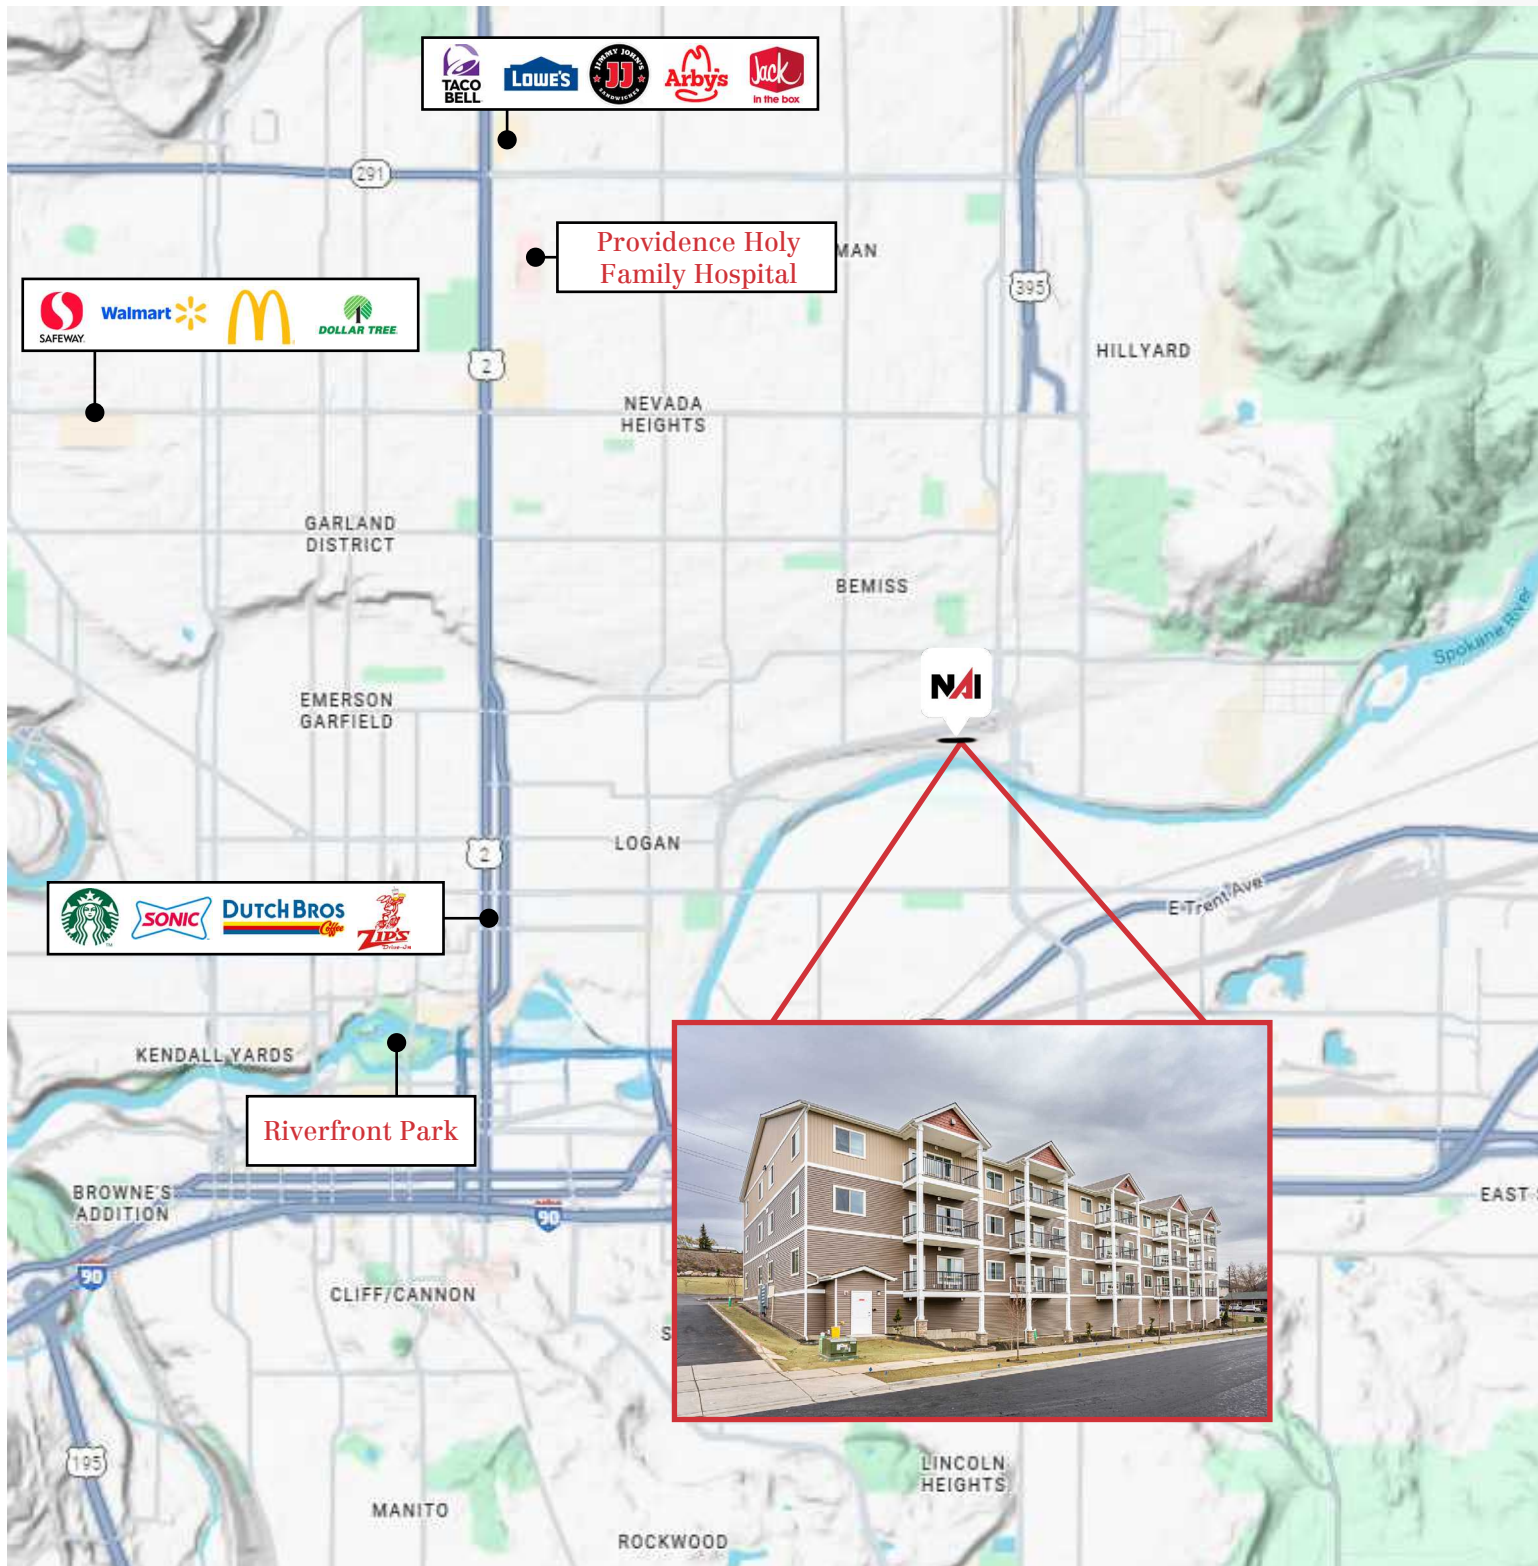 TACO
BELL
LOWE'S
JIMMY JOHN'S
JJ
SANDWICHES
Arby's
Jack
in the box
291
Providence Holy
Family Hospital
MAN
395
SAFEWAY
Walmart
M
DOLLAR TREE
HILLYARD
2
NEVADA
HEIGHTS
GARLAND
DISTRICT
BEMISS
Spokane River
NAI
EMERSON
GARFIELD
LOGAN
2
E Trent Ave
SONIC
DUTCH BROS
Coffee
ZIP'S
Drive-In
KENDALL YARDS
Riverfront Park
BROWNE'S
ADDITION
90
EAST
90
CLIFF/CANNON
S
195
LINCOLN
HEIGHTS
MANITO
ROCKWOOD